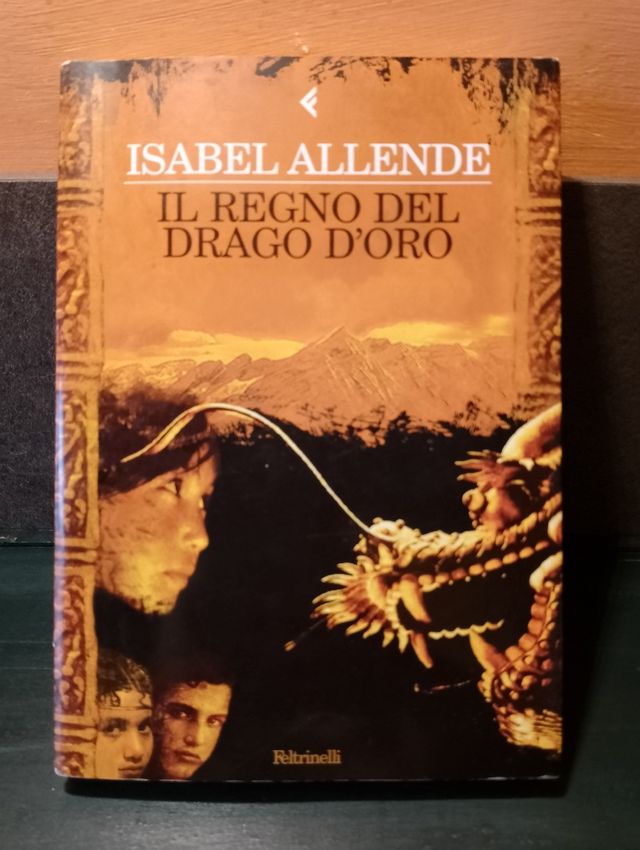 ISABEL ALLENDE
IL REGNO DEL
DRAGO D'ORO
Feltrinelli